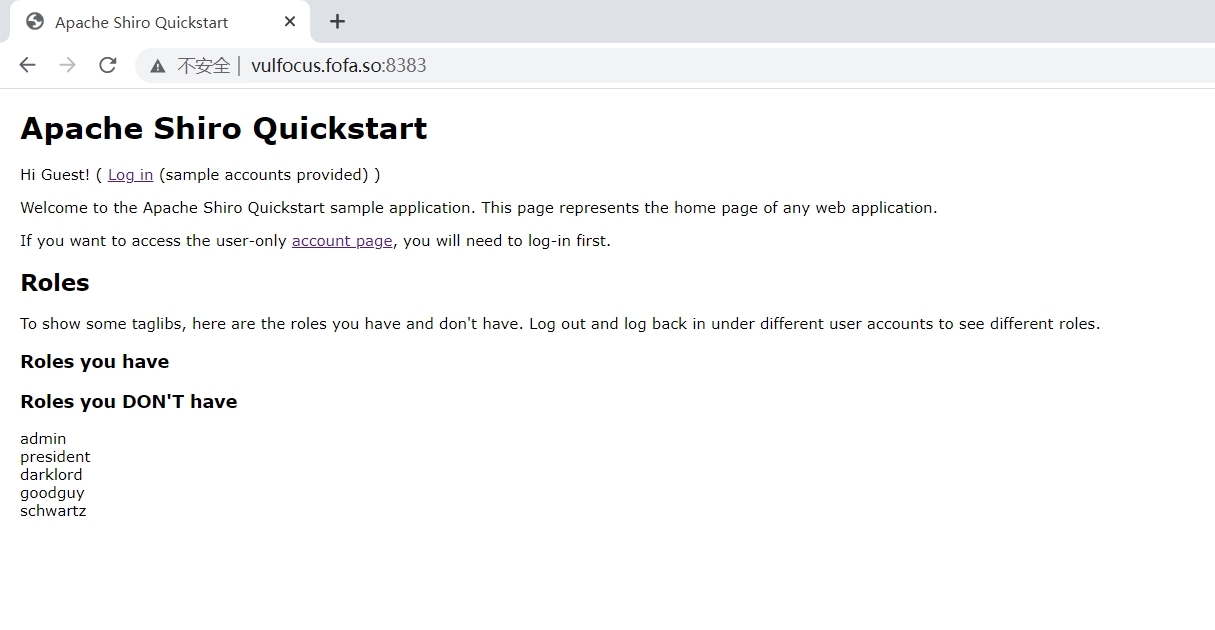 Apache Shiro Quickstart
不安全 | vulfocus.fofa.so:8383
Apache Shiro Quickstart
Hi Guest! ( Log in (sample accounts provided) )
Welcome to the Apache Shiro Quickstart sample application. This page represents the home page of any web application.
If you want to access the user-only account page, you will need to log-in first.
Roles
To show some taglibs, here are the roles you have and don't have. Log out and log back in under different user accounts to see different roles.
Roles you have
Roles you DON'T have
admin
president
darklord
goodguy
schwartz